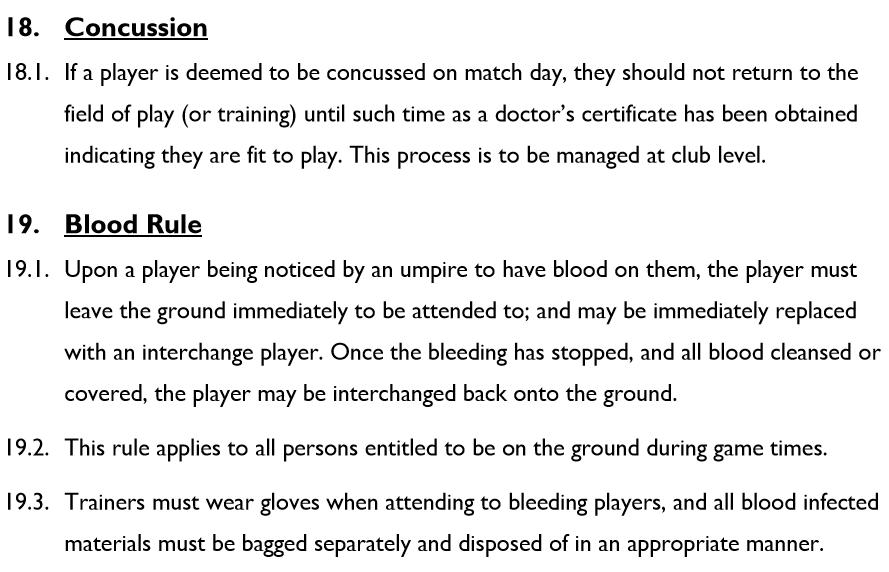 18. Concussion
18.1. If a player is deemed to be concussed on match day, they should not return to the
field of play (or training) until such time as a doctor's certificate has been obtained
indicating they are fit to play. This process is to be managed at club level.
19. Blood Rule
19.1. Upon a player being noticed by an umpire to have blood on them, the player must
leave the ground immediately to be attended to; and may be immediately replaced
with an interchange player. Once the bleeding has stopped, and all blood cleansed or
covered, the player may be interchanged back onto the ground.
19.2. This rule applies to all persons entitled to be on the ground during game times.
19.3. Trainers must wear gloves when attending to bleeding players, and all blood infected
materials must be bagged separately and disposed of in an appropriate manner.